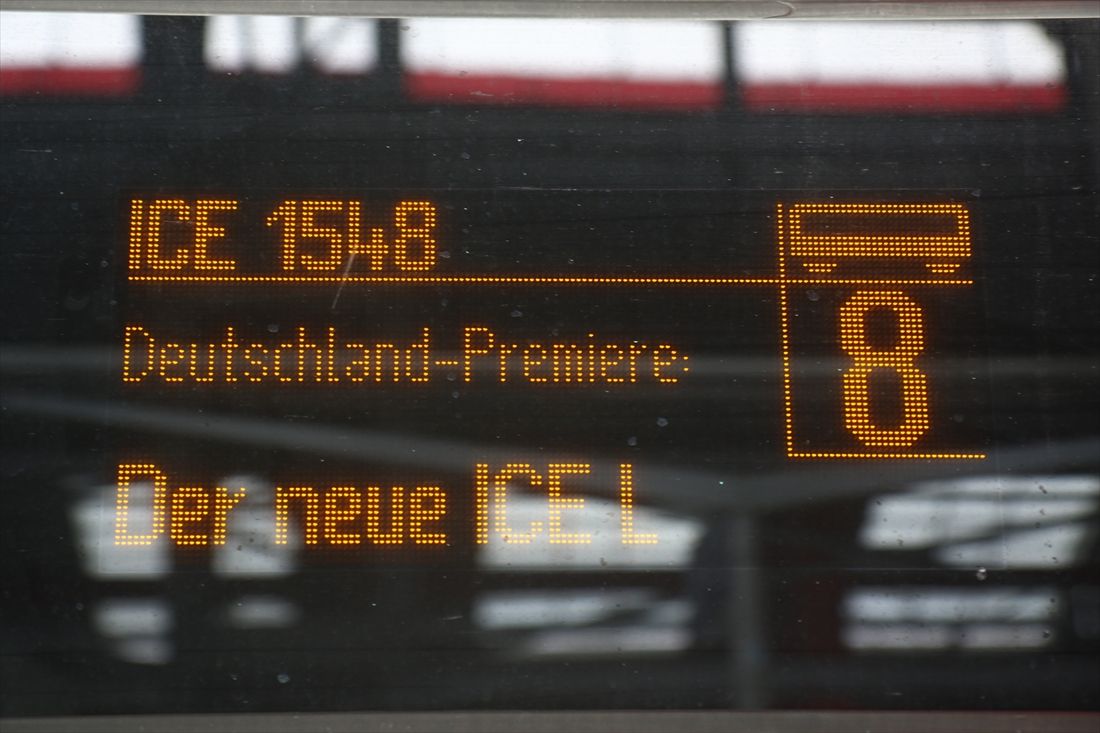 ICE 1548
Deutschland-Premiere:
8
Der neue ICE L